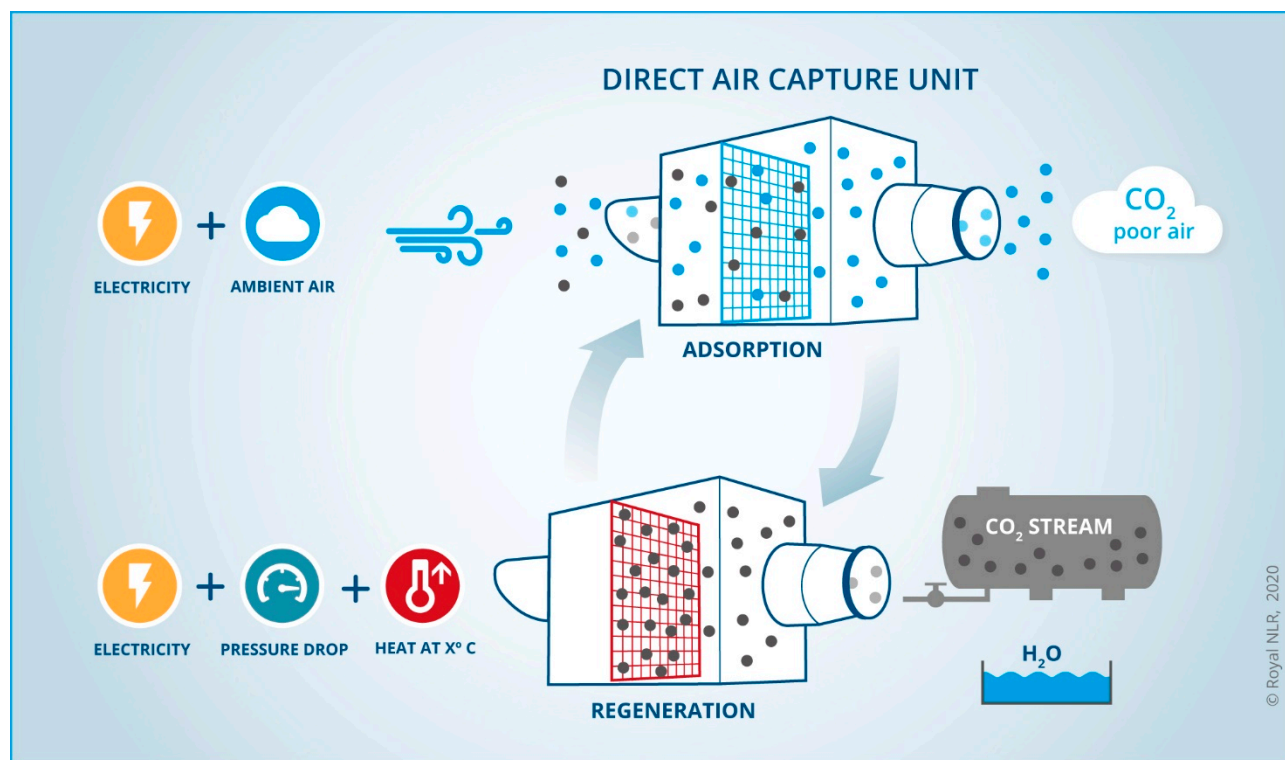 DIRECT AIR CAPTURE UNIT
CO₂
poor air
ELECTRICITY
+
AMBIENT AIR
ADSORPTION
CO₂ STREAM
ELECTRICITY
+
PRESSURE DROP
+
HEAT AT Xº C
H₂O
REGENERATION
© Royal NLR, 2020